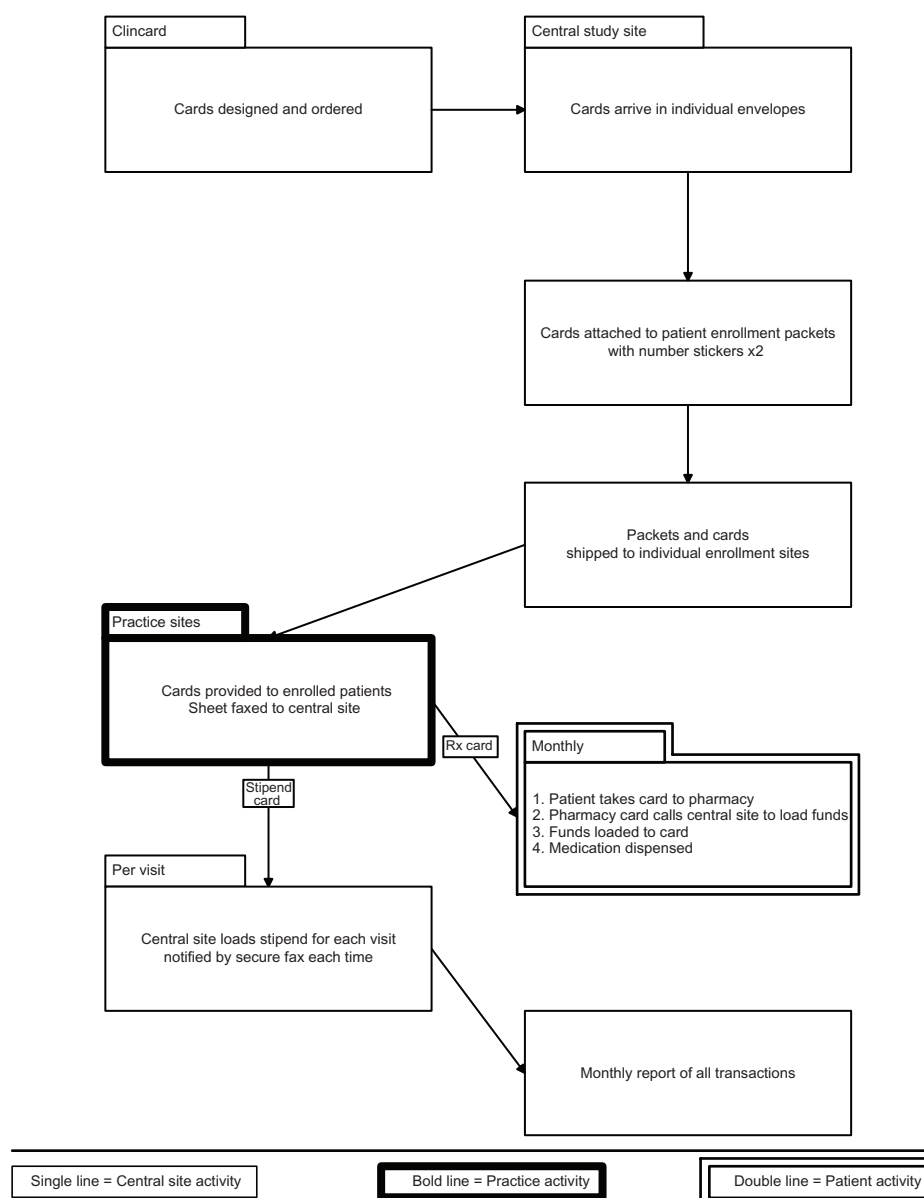 Clincard
Cards designed and ordered
Central study site
Cards arrive in individual envelopes
Cards attached to patient enrollment packets
with number stickers x2
Packets and cards
shipped to individual enrollment sites
Practice sites
Cards provided to enrolled patients
Sheet faxed to central site
Rx card
Stipend
card
Monthly
1. Patient takes card to pharmacy
2. Pharmacy card calls central site to load funds
3. Funds loaded to card
4. Medication dispensed
Per visit
Central site loads stipend for each visit
notified by secure fax each time
Monthly report of all transactions
Single line = Central site activity
Bold line = Practice activity
Double line = Patient activity